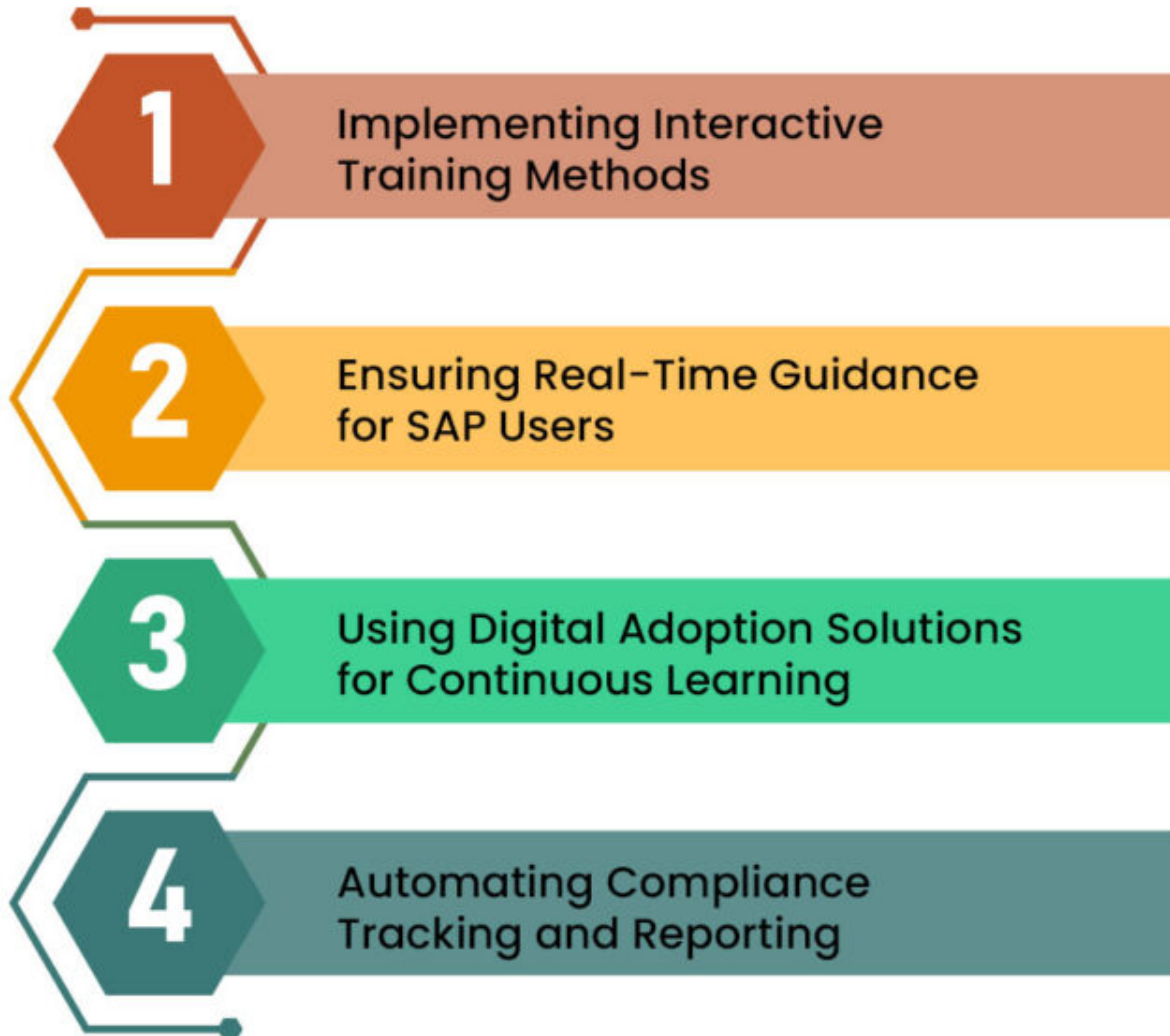 1
Implementing Interactive
Training Methods
2
Ensuring Real-Time Guidance
for SAP Users
3
Using Digital Adoption Solutions
for Continuous Learning
4
Automating Compliance
Tracking and Reporting